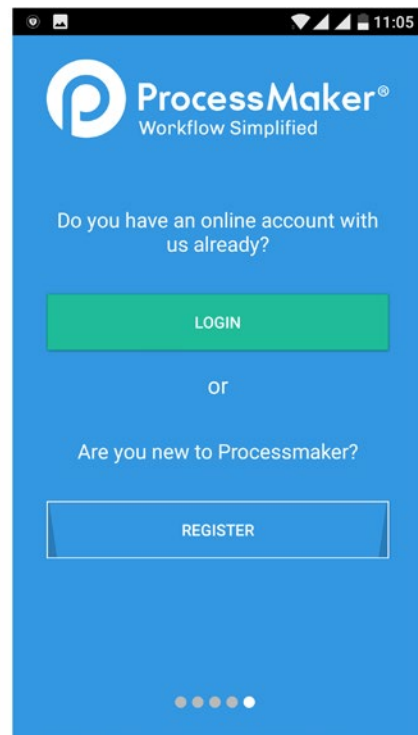 11:05
ProcessMaker®
Workflow Simplified
Do you have an online account with
us already?
LOGIN
or
Are you new to Processmaker?
REGISTER